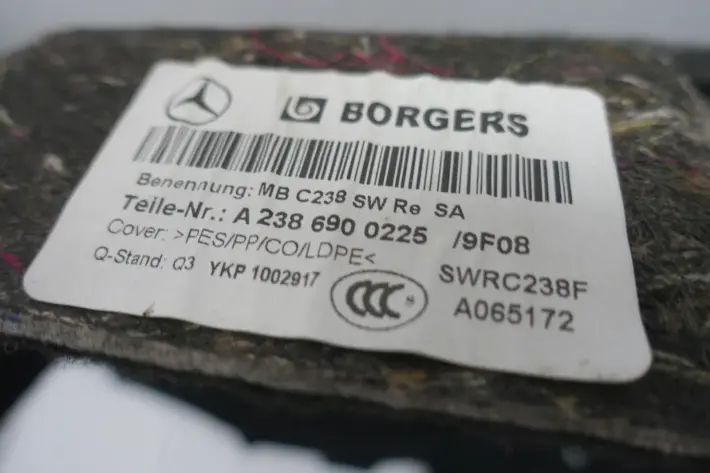 BORGERS
Benennung: MB C238 SW Re SA
Teile-Nr.: A 238 690 0225 /9F08
Cover: >PES/PP/CO/LDPE<
SWRC238F
Q-Stand: Q3 YKP 1002917
CCC S
A065172